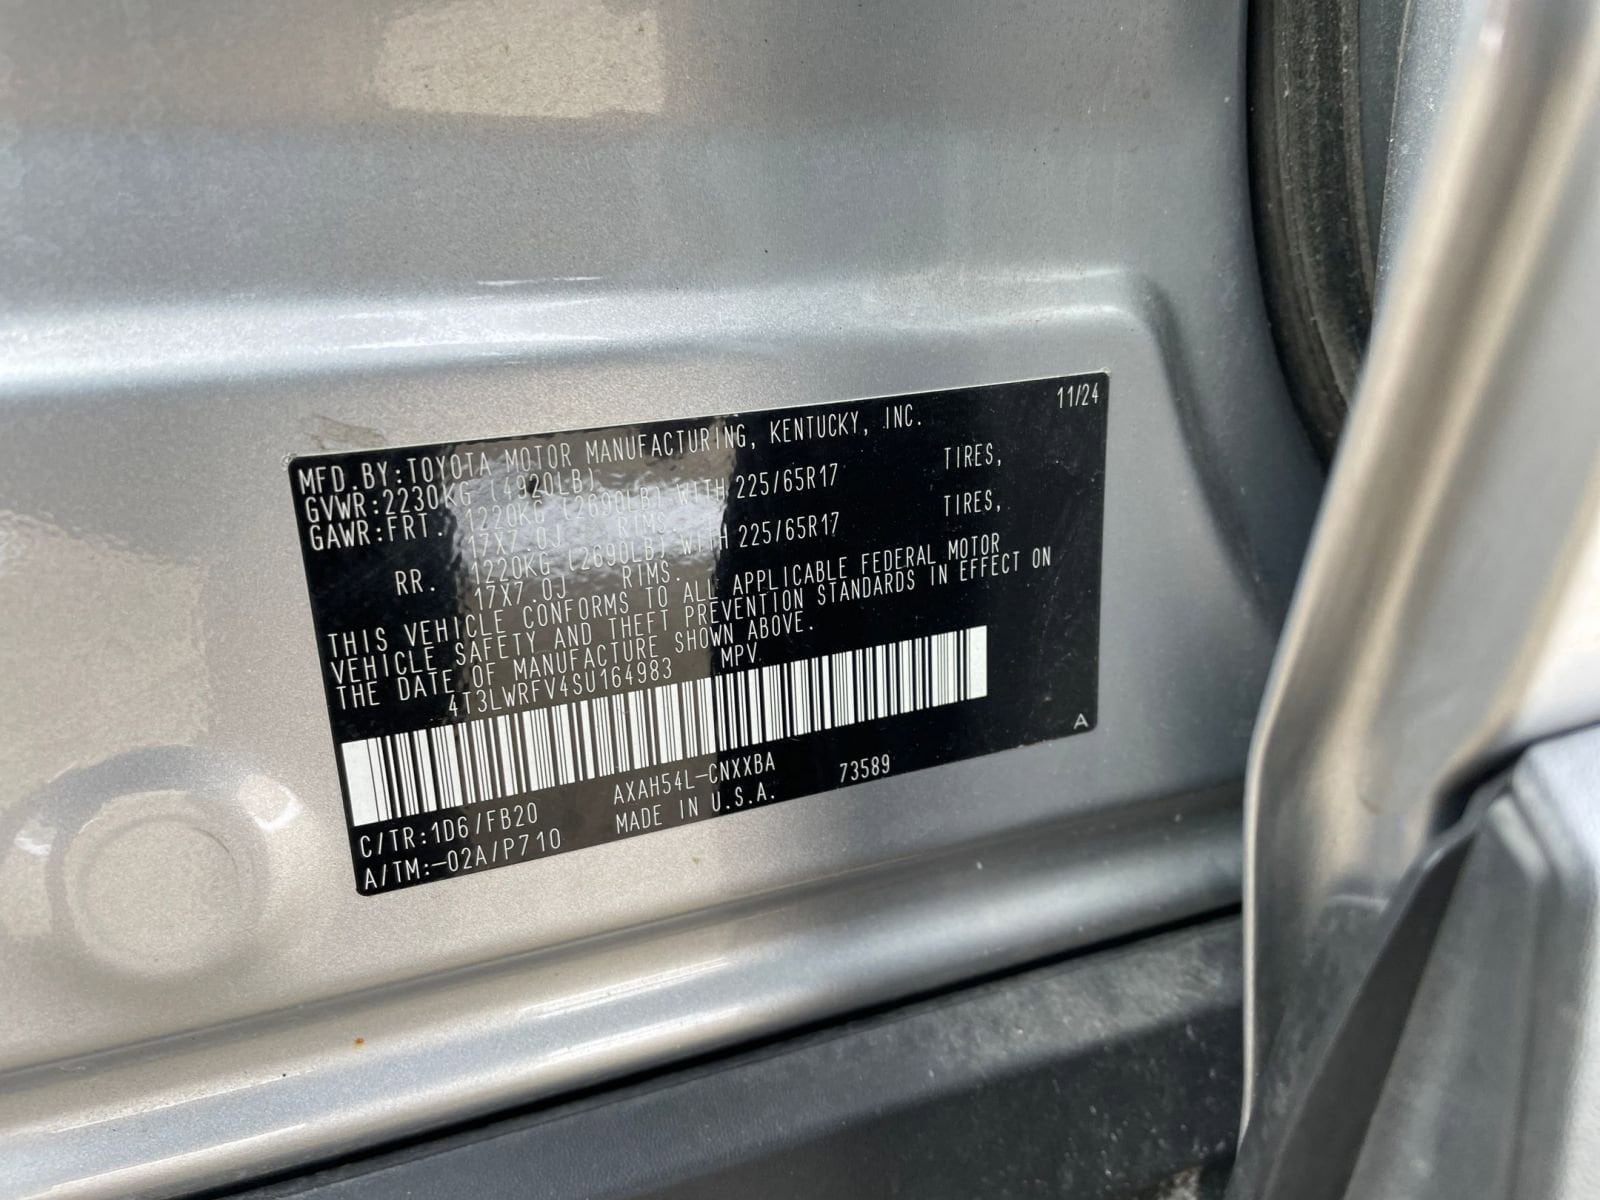 11/24
MFD.BY:TOYOTA MOTOR MANUFACTURING, KENTUCKY, INC.
GVWR:2230KG (4920LB)
GAWR:FRT. 1220KG (2690LB) WITH 225/65R17 TIRES,
17X7.0J RIMS.
RR. 1220KG (2690LB) WITH 225/65R17 TIRES,
17X7.0J RIMS.
THIS VEHICLE CONFORMS TO ALL APPLICABLE FEDERAL MOTOR
VEHICLE SAFETY AND THEFT PREVENTION STANDARDS IN EFFECT ON
THE DATE OF MANUFACTURE SHOWN ABOVE.
4T3LWRFV4SU164983 MPV
A
C/TR:1D6/FB20 AXAH54L-CNXXBA 73589
A/TM:-02A/P710 MADE IN U.S.A.